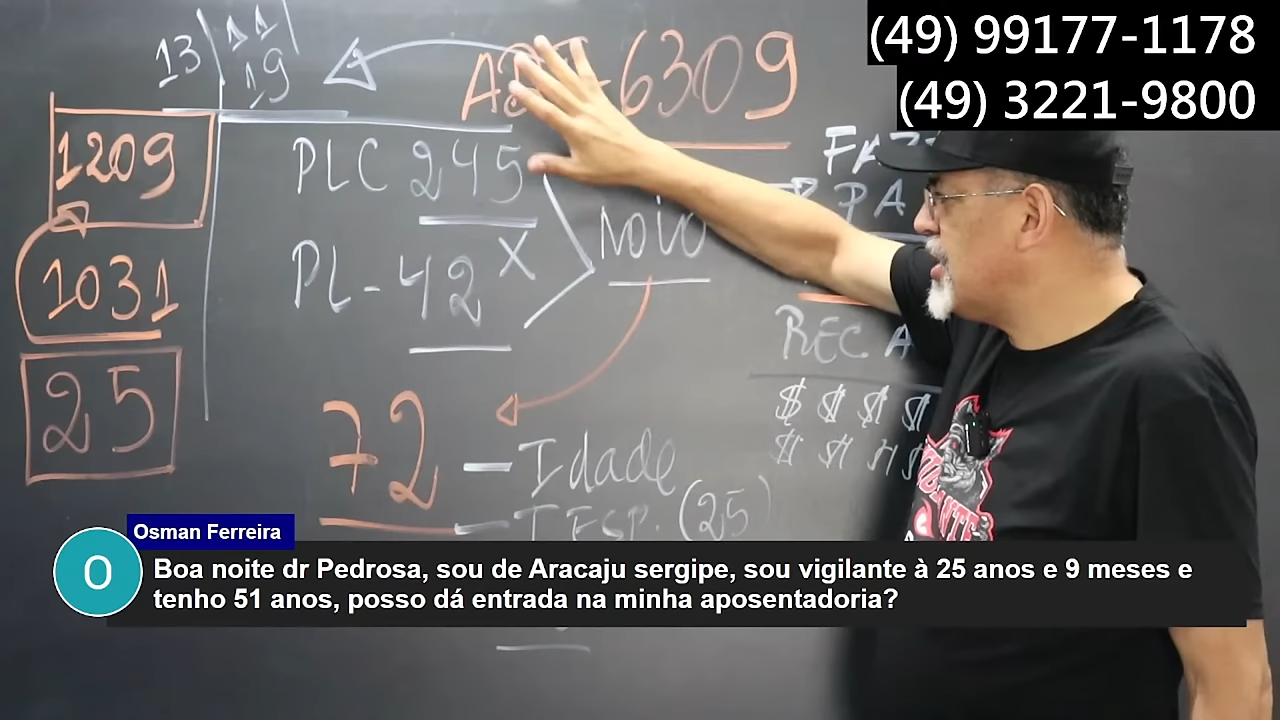 (49) 99177-1178
(49) 3221-9800
13 11
19
6309
1209
PLC 245
PL-42 X
NOVO
1031
25
REC A
$ $ $ $
72 - Idade
(25)
Osman Ferreira
O
Boa noite dr Pedrosa, sou de Aracaju sergipe, sou vigilante à 25 anos e 9 meses e
tenho 51 anos, posso dá entrada na minha aposentadoria?